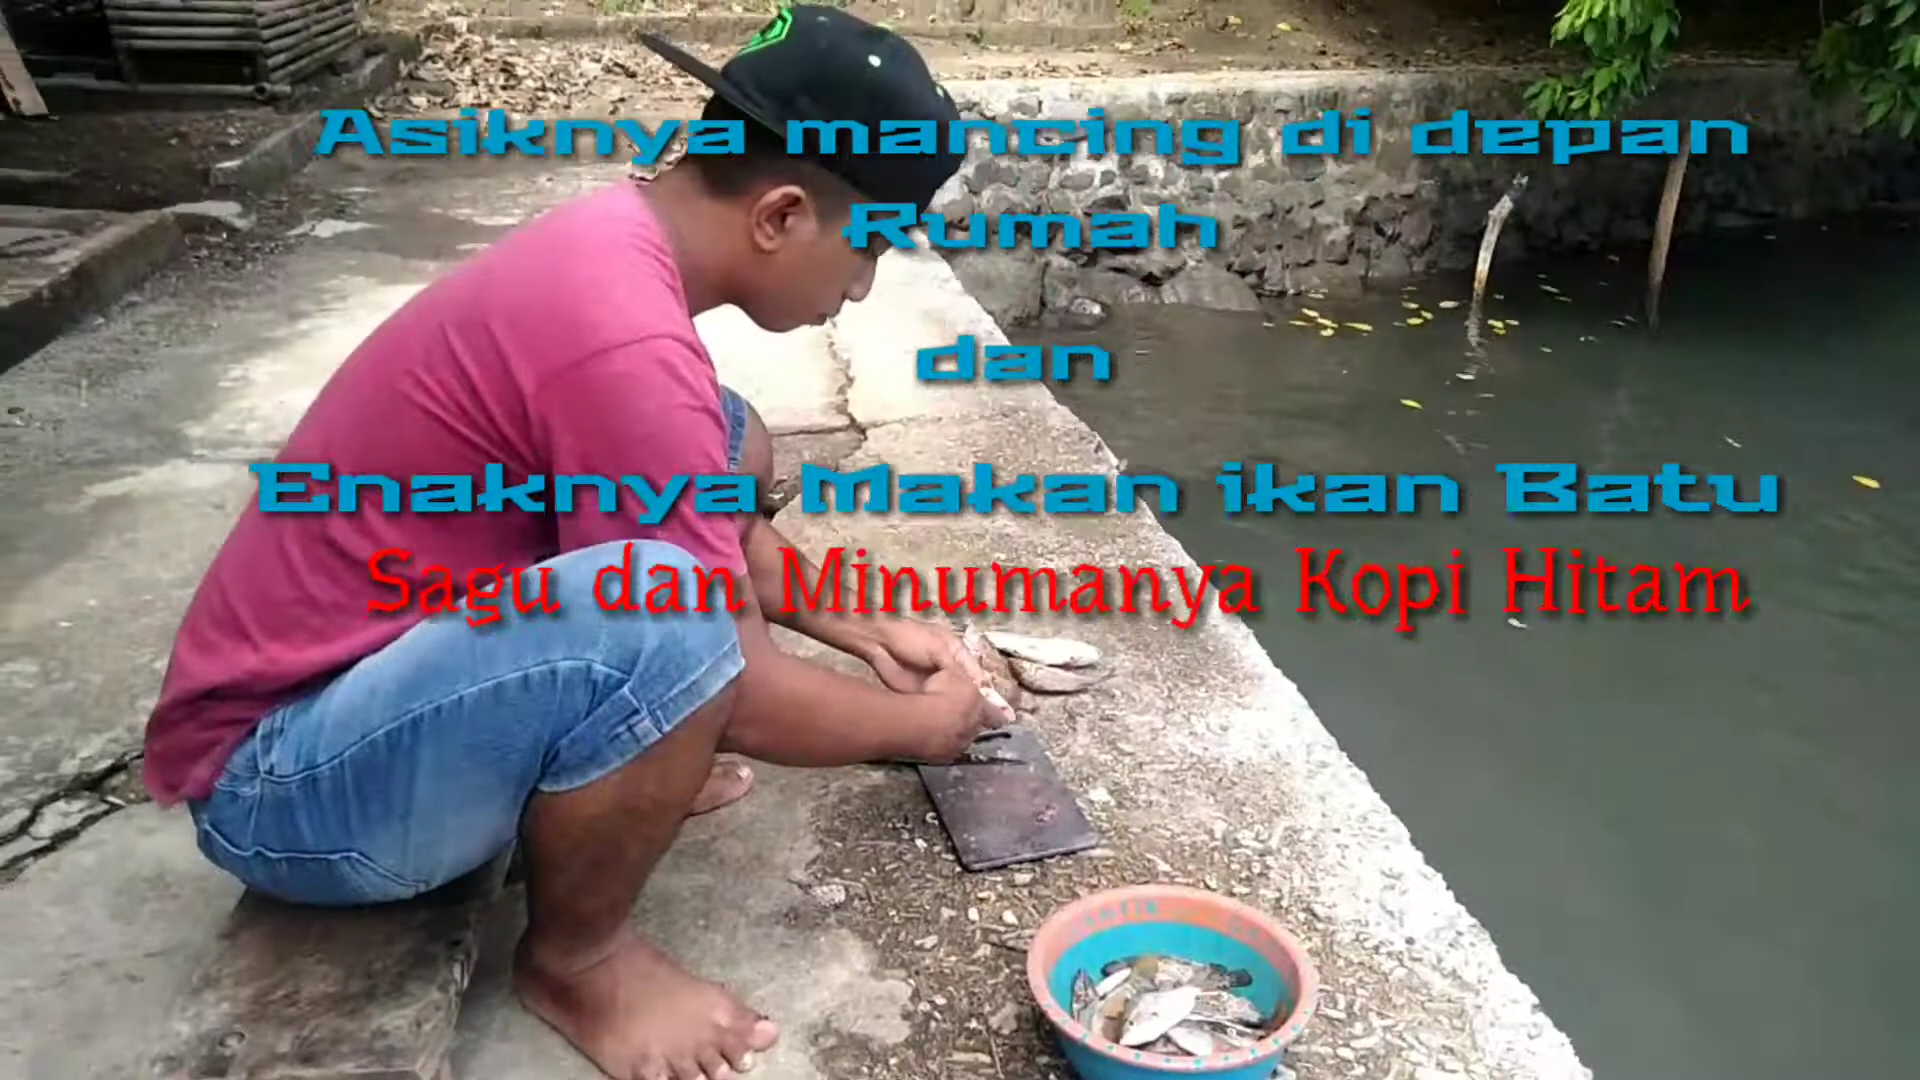 Asiknya mancing di depan
Rumah
dan
Enaknya Makan ikan Batu
Sagu dan Minumanya Kopi Hitam